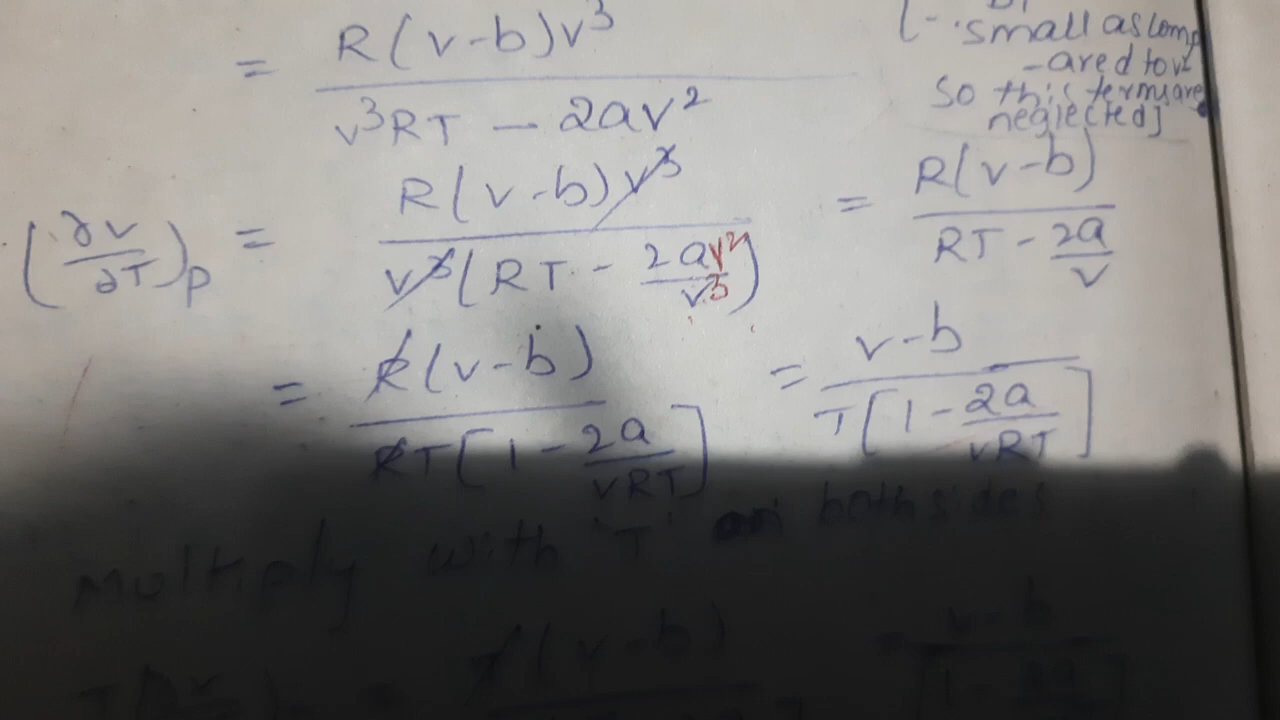 = R(v-b)v³ / v³RT - 2av²
small as comp
-ared to v²
So this terms are
neglected]
(∂v/∂T)p = R(v-b)v³ / v³(RT - 2av²/v³) = R(v-b) / RT - 2a/v
= R(v-b) / RT[1 - 2a/vRT] = v-b / T[1 - 2a/vRT]
Multiply with 'T' on both sides